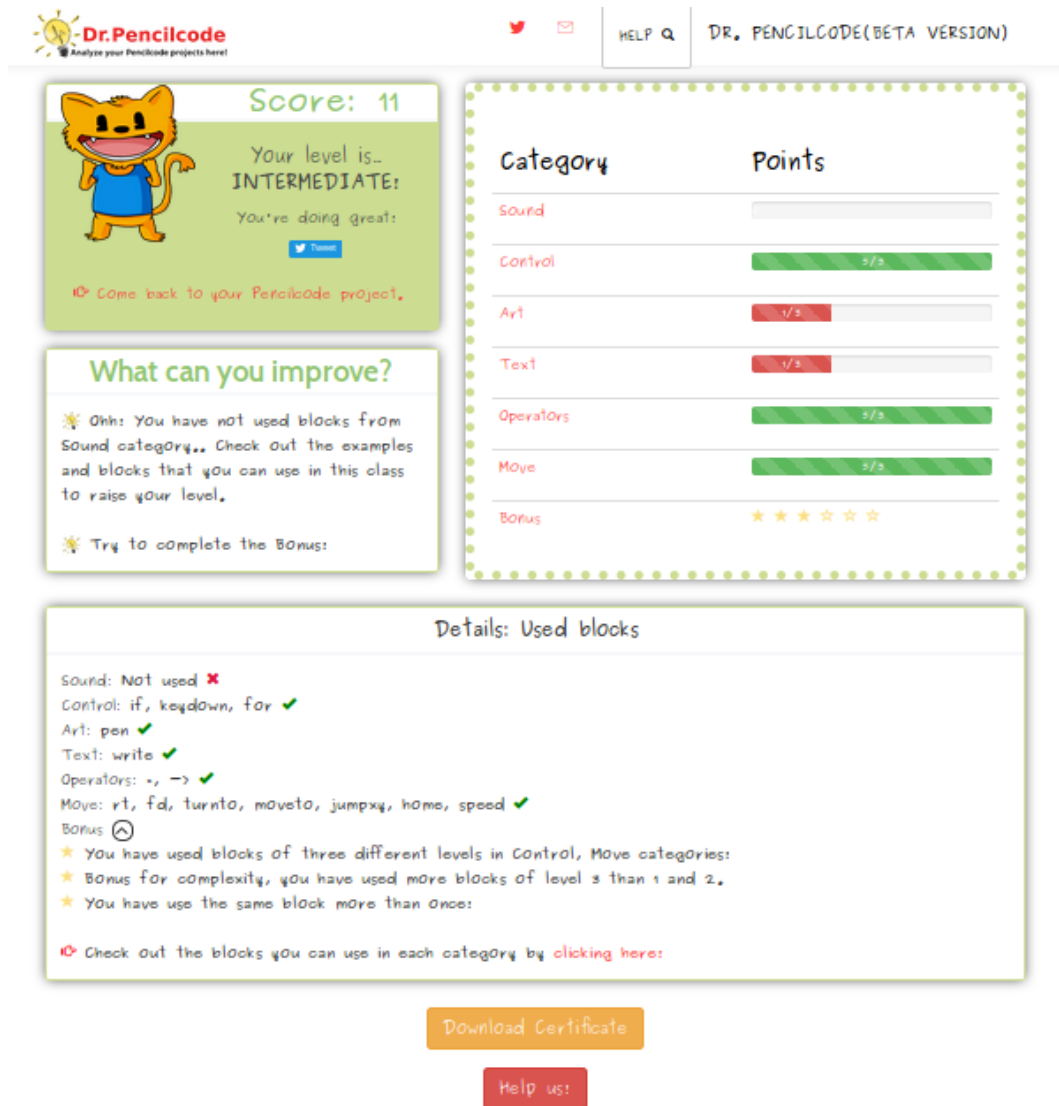 Dr.Pencilcode
Analyze your Pencilcode projects here!
HELP
DR. PENCILCODE(BETA VERSION)
Score: 11
Your level is...
INTERMEDIATE!
You're doing great!
Tweet
Come back to your Pencilcode project.
What can you improve?
Ohh! You have not used blocks from
Sound category.. Check out the examples
and blocks that you can use in this class
to raise your level.
Try to complete the Bonus!
Category Points
Sound
Control 3/3
Art 1/3
Text 1/3
Operators 3/3
Move 3/3
Bonus
Details: Used blocks
Sound: Not used
Control: if, keydown, for
Art: pen
Text: write
Operators: ->
Move: rt, fd, turnto, moveto, jumpxy, home, speed
Bonus
You have used blocks of three different levels in Control, Move categories!
Bonus for complexity, you have used more blocks of level 3 than 1 and 2.
You have use the same block more than once!
Check out the blocks you can use in each category by clicking here!
Download Certificate
Help us!